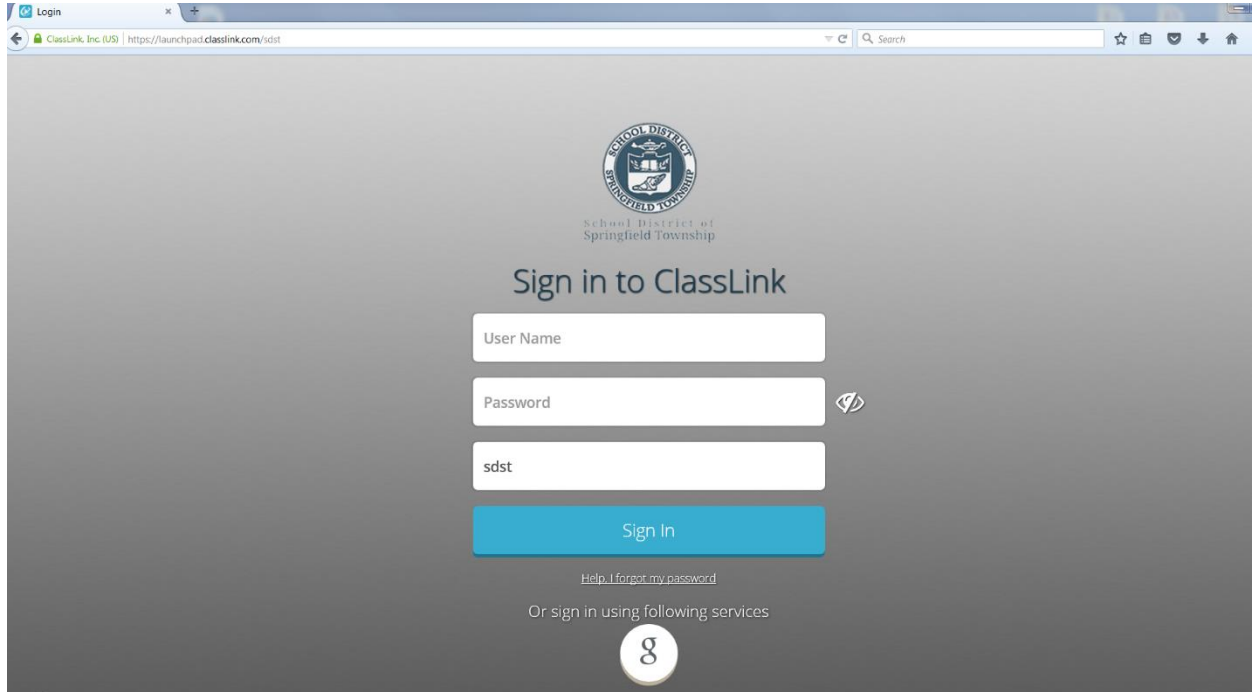 Login
ClassLink, Inc. (US) https://launchpad.classlink.com/sdst
Search
SCHOOL DISTRICT
SPRINGFIELD TOWNSHIP
School District of
Springfield Township
Sign in to ClassLink
User Name
Password
sdst
Sign In
Help, I forgot my password
Or sign in using following services
g